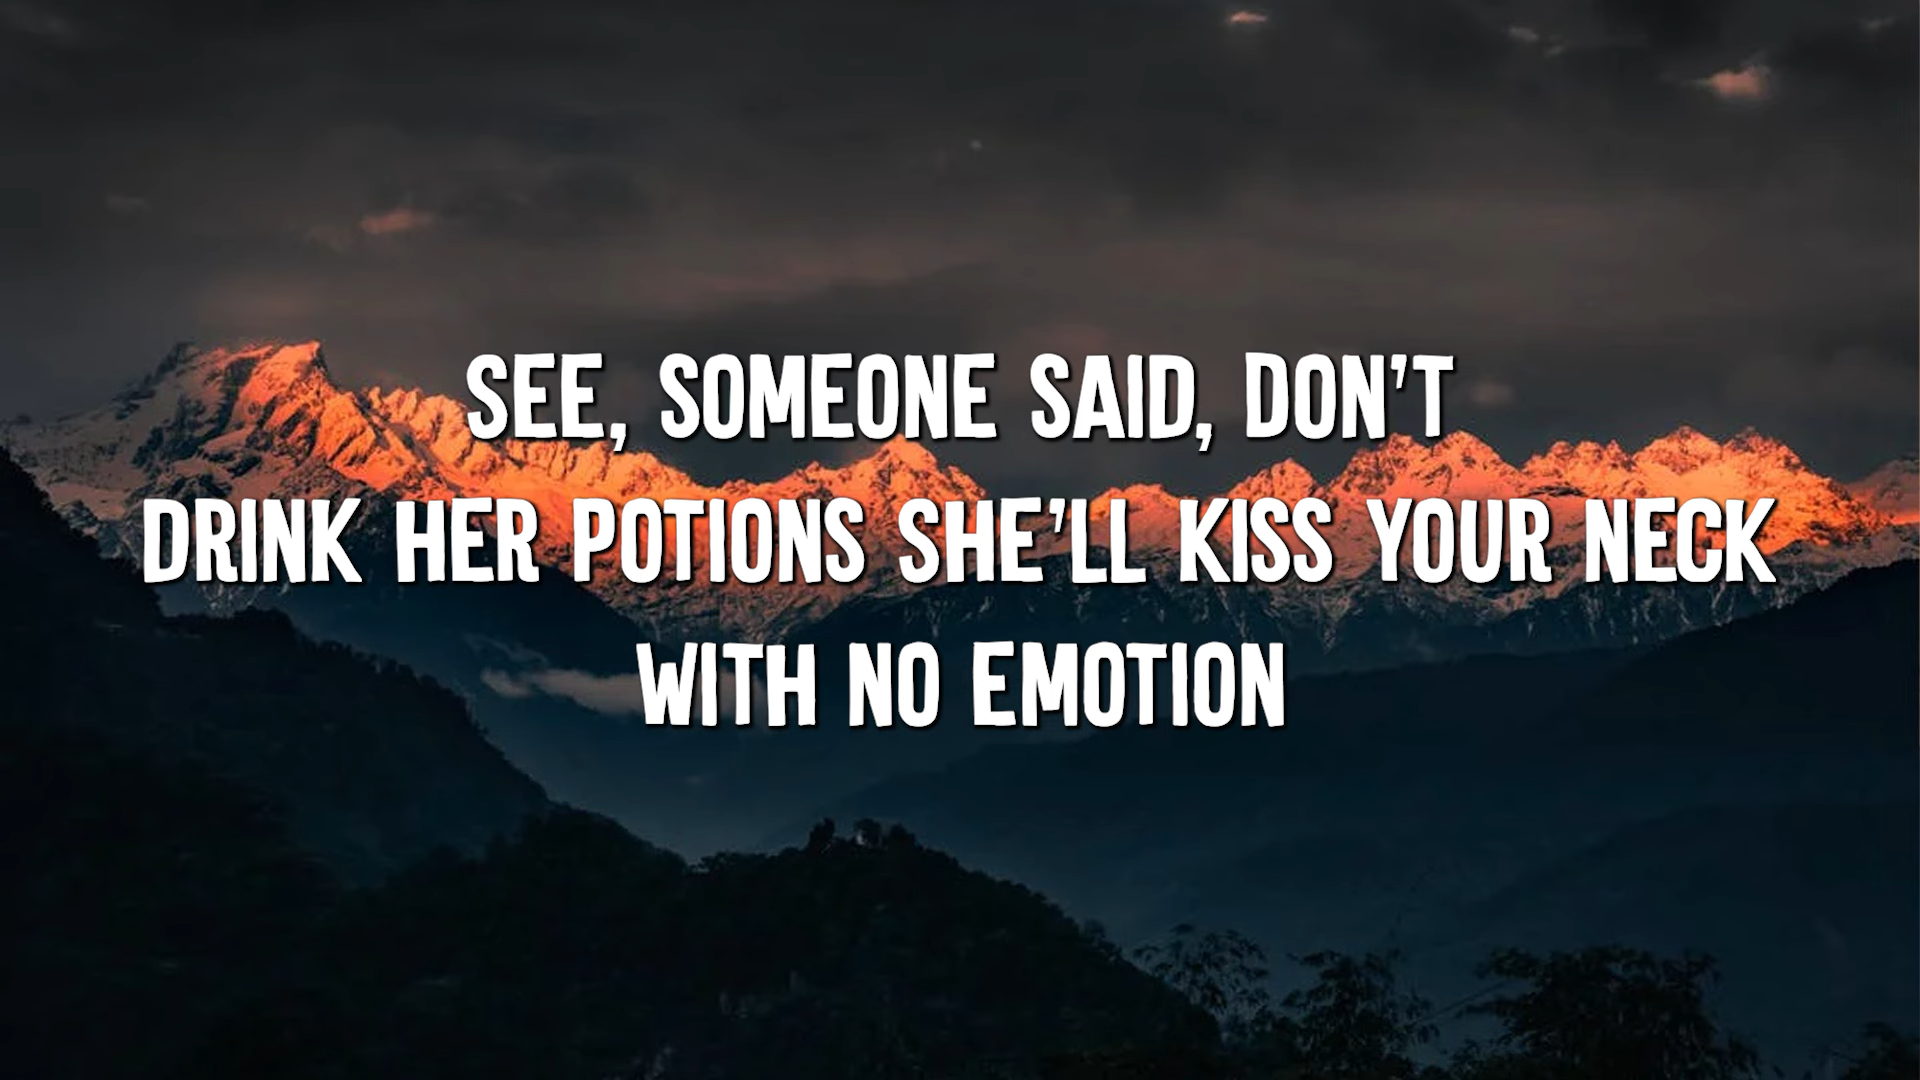 SEE, SOMEONE SAID, DON'T
DRINK HER POTIONS SHE'LL KISS YOUR NECK
WITH NO EMOTION